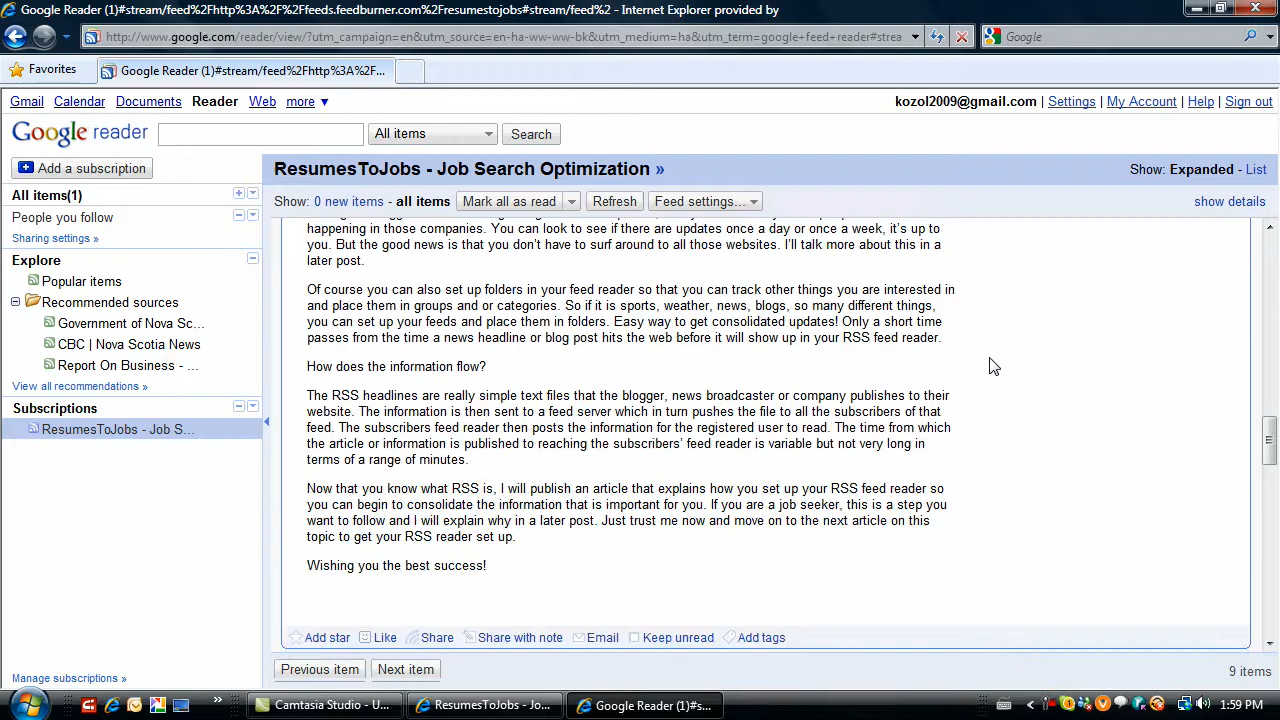 Google Reader (1)#stream/feed%2Fhttp%3A%2F%2Ffeeds.feedburner.com%2Fresumestojobs#stream/feed%2 - Internet Explorer provided by
http://www.google.com/reader/view/?utm_campaign=en&utm_source=en-ha-ww-ww-bk&utm_medium=ha&utm_term=google+feed+reader#strea
Google
Favorites
Google Reader (1)#stream/feed%2Fhttp%3A%2F...
Gmail Calendar Documents Reader Web more ▼
kozol2009@gmail.com | Settings | My Account | Help | Sign out
Google reader
All items
Search
Add a subscription
ResumesToJobs - Job Search Optimization »
Show: Expanded - List
All items(1)
Show: 0 new items - all items
Mark all as read
Refresh
Feed settings...
show details
People you follow
Sharing settings »
Explore
Popular items
Recommended sources
Government of Nova Sc...
CBC | Nova Scotia News
Report On Business - ...
View all recommendations »
Subscriptions
ResumesToJobs - Job S...
Manage subscriptions »
happening in those companies. You can look to see if there are updates once a day or once a week, it's up to
you. But the good news is that you don't have to surf around to all those websites. I'll talk more about this in a
later post.
Of course you can also set up folders in your feed reader so that you can track other things you are interested in
and place them in groups and or categories. So if it is sports, weather, news, blogs, so many different things,
you can set up your feeds and place them in folders. Easy way to get consolidated updates! Only a short time
passes from the time a news headline or blog post hits the web before it will show up in your RSS feed reader.
How does the information flow?
The RSS headlines are really simple text files that the blogger, news broadcaster or company publishes to their
website. The information is then sent to a feed server which in turn pushes the file to all the subscribers of that
feed. The subscribers feed reader then posts the information for the registered user to read. The time from which
the article or information is published to reaching the subscribers' feed reader is variable but not very long in
terms of a range of minutes.
Now that you know what RSS is, I will publish an article that explains how you set up your RSS feed reader so
you can begin to consolidate the information that is important for you. If you are a job seeker, this is a step you
want to follow and I will explain why in a later post. Just trust me now and move on to the next article on this
topic to get your RSS reader set up.
Wishing you the best success!
Add star Like Share Share with note Email Keep unread Add tags
Previous item
Next item
9 items
Camtasia Studio - U...
ResumesToJobs - Jo...
Google Reader (1)#s...
1:59 PM